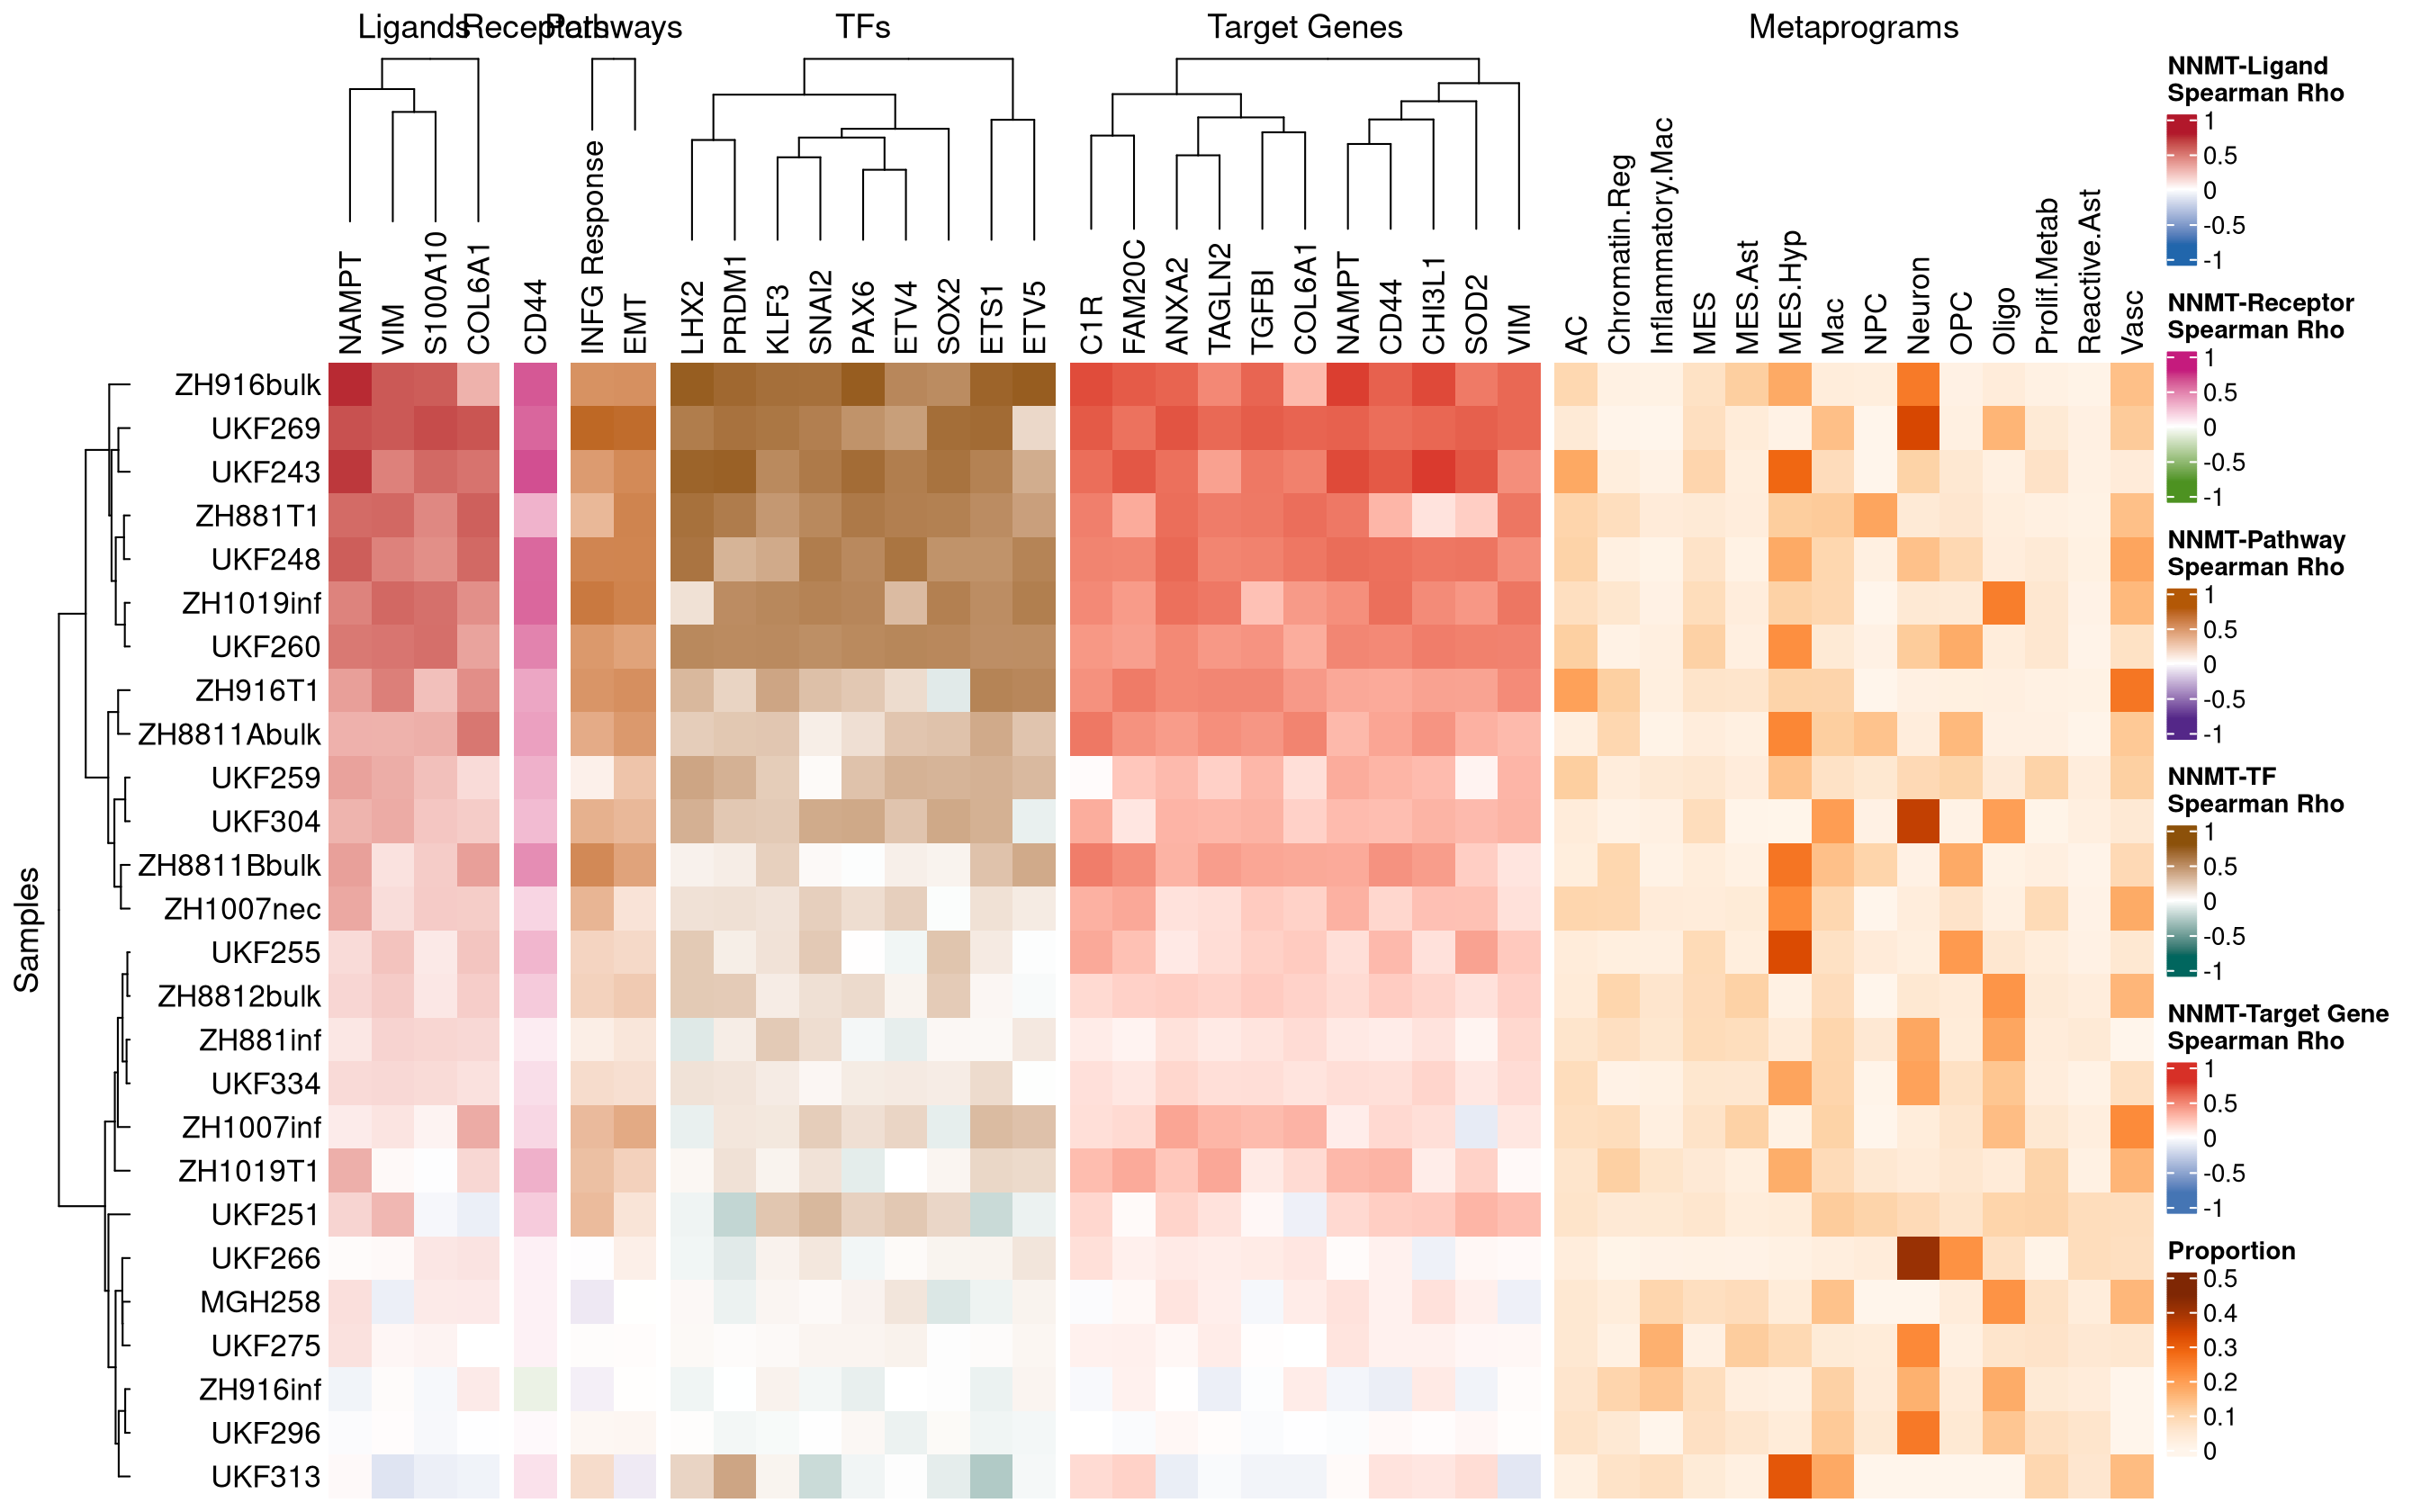 Ligands Receptors Pathways TFs Target Genes Metaprograms
NAMPT
VIM
S100A10
COL6A1
CD44
INFG Response
EMT
LHX2
PRDM1
KLF3
SNAI2
PAX6
ETV4
SOX2
ETS1
ETV5
C1R
FAM20C
ANXA2
TAGLN2
TGFBI
COL6A1
NAMPT
CD44
CHI3L1
SOD2
VIM
AC
Chromatin.Reg
Inflammatory.Mac
MES
MES.Ast
MES.Hyp
Mac
NPC
Neuron
OPC
Oligo
Prolif.Metab
Reactive.Ast
Vasc
Samples
ZH916bulk
UKF269
UKF243
ZH881T1
UKF248
ZH1019inf
UKF260
ZH916T1
ZH8811Abulk
UKF259
UKF304
ZH8811Bbulk
ZH1007nec
UKF255
ZH8812bulk
ZH881inf
UKF334
ZH1007inf
ZH1019T1
UKF251
UKF266
MGH258
UKF275
ZH916inf
UKF296
UKF313
NNMT-Ligand
Spearman Rho
1
0.5
0
-0.5
-1
NNMT-Receptor
Spearman Rho
1
0.5
0
-0.5
-1
NNMT-Pathway
Spearman Rho
1
0.5
0
-0.5
-1
NNMT-TF
Spearman Rho
1
0.5
0
-0.5
-1
NNMT-Target Gene
Spearman Rho
1
0.5
0
-0.5
-1
Proportion
0.5
0.4
0.3
0.2
0.1
0